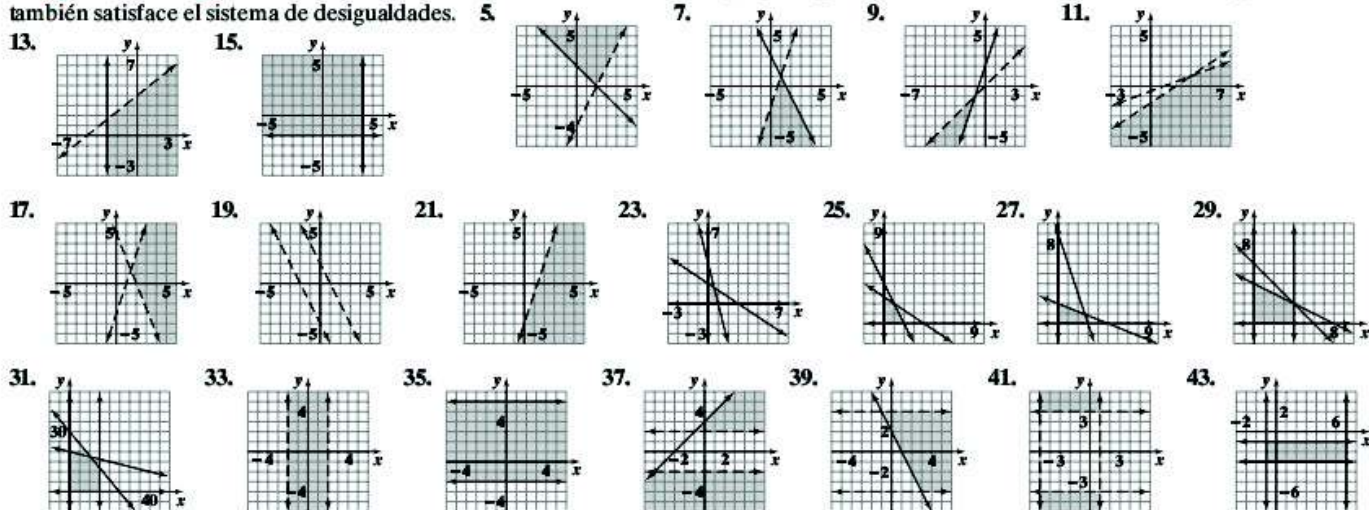 también satisface el sistema de desigualdades.
5. 7. 9. 11.
y y y y
5 5 5 5
-5 5 x -5 5 x -7 3 x -3 7 x
-4 -5 -5 -5
13. 15.
y y
7 5
-7 3 x -5 5 x
-3 -5
17. 19. 21. 23. 25. 27. 29.
y y y y y y y
5 5 5 7 9 8 8
-5 5 x -5 5 x -5 5 x -3 7 x 9 x 9 x 8 x
-5 -5 -5 -3
31. 33. 35. 37. 39. 41. 43.
y y y y y y y
30 4 4 4 2 3 2
40 x -4 4 x -4 4 x -2 2 x -4 4 x -3 3 x -2 6 x
-4 -4 -4 -2 -3 -6